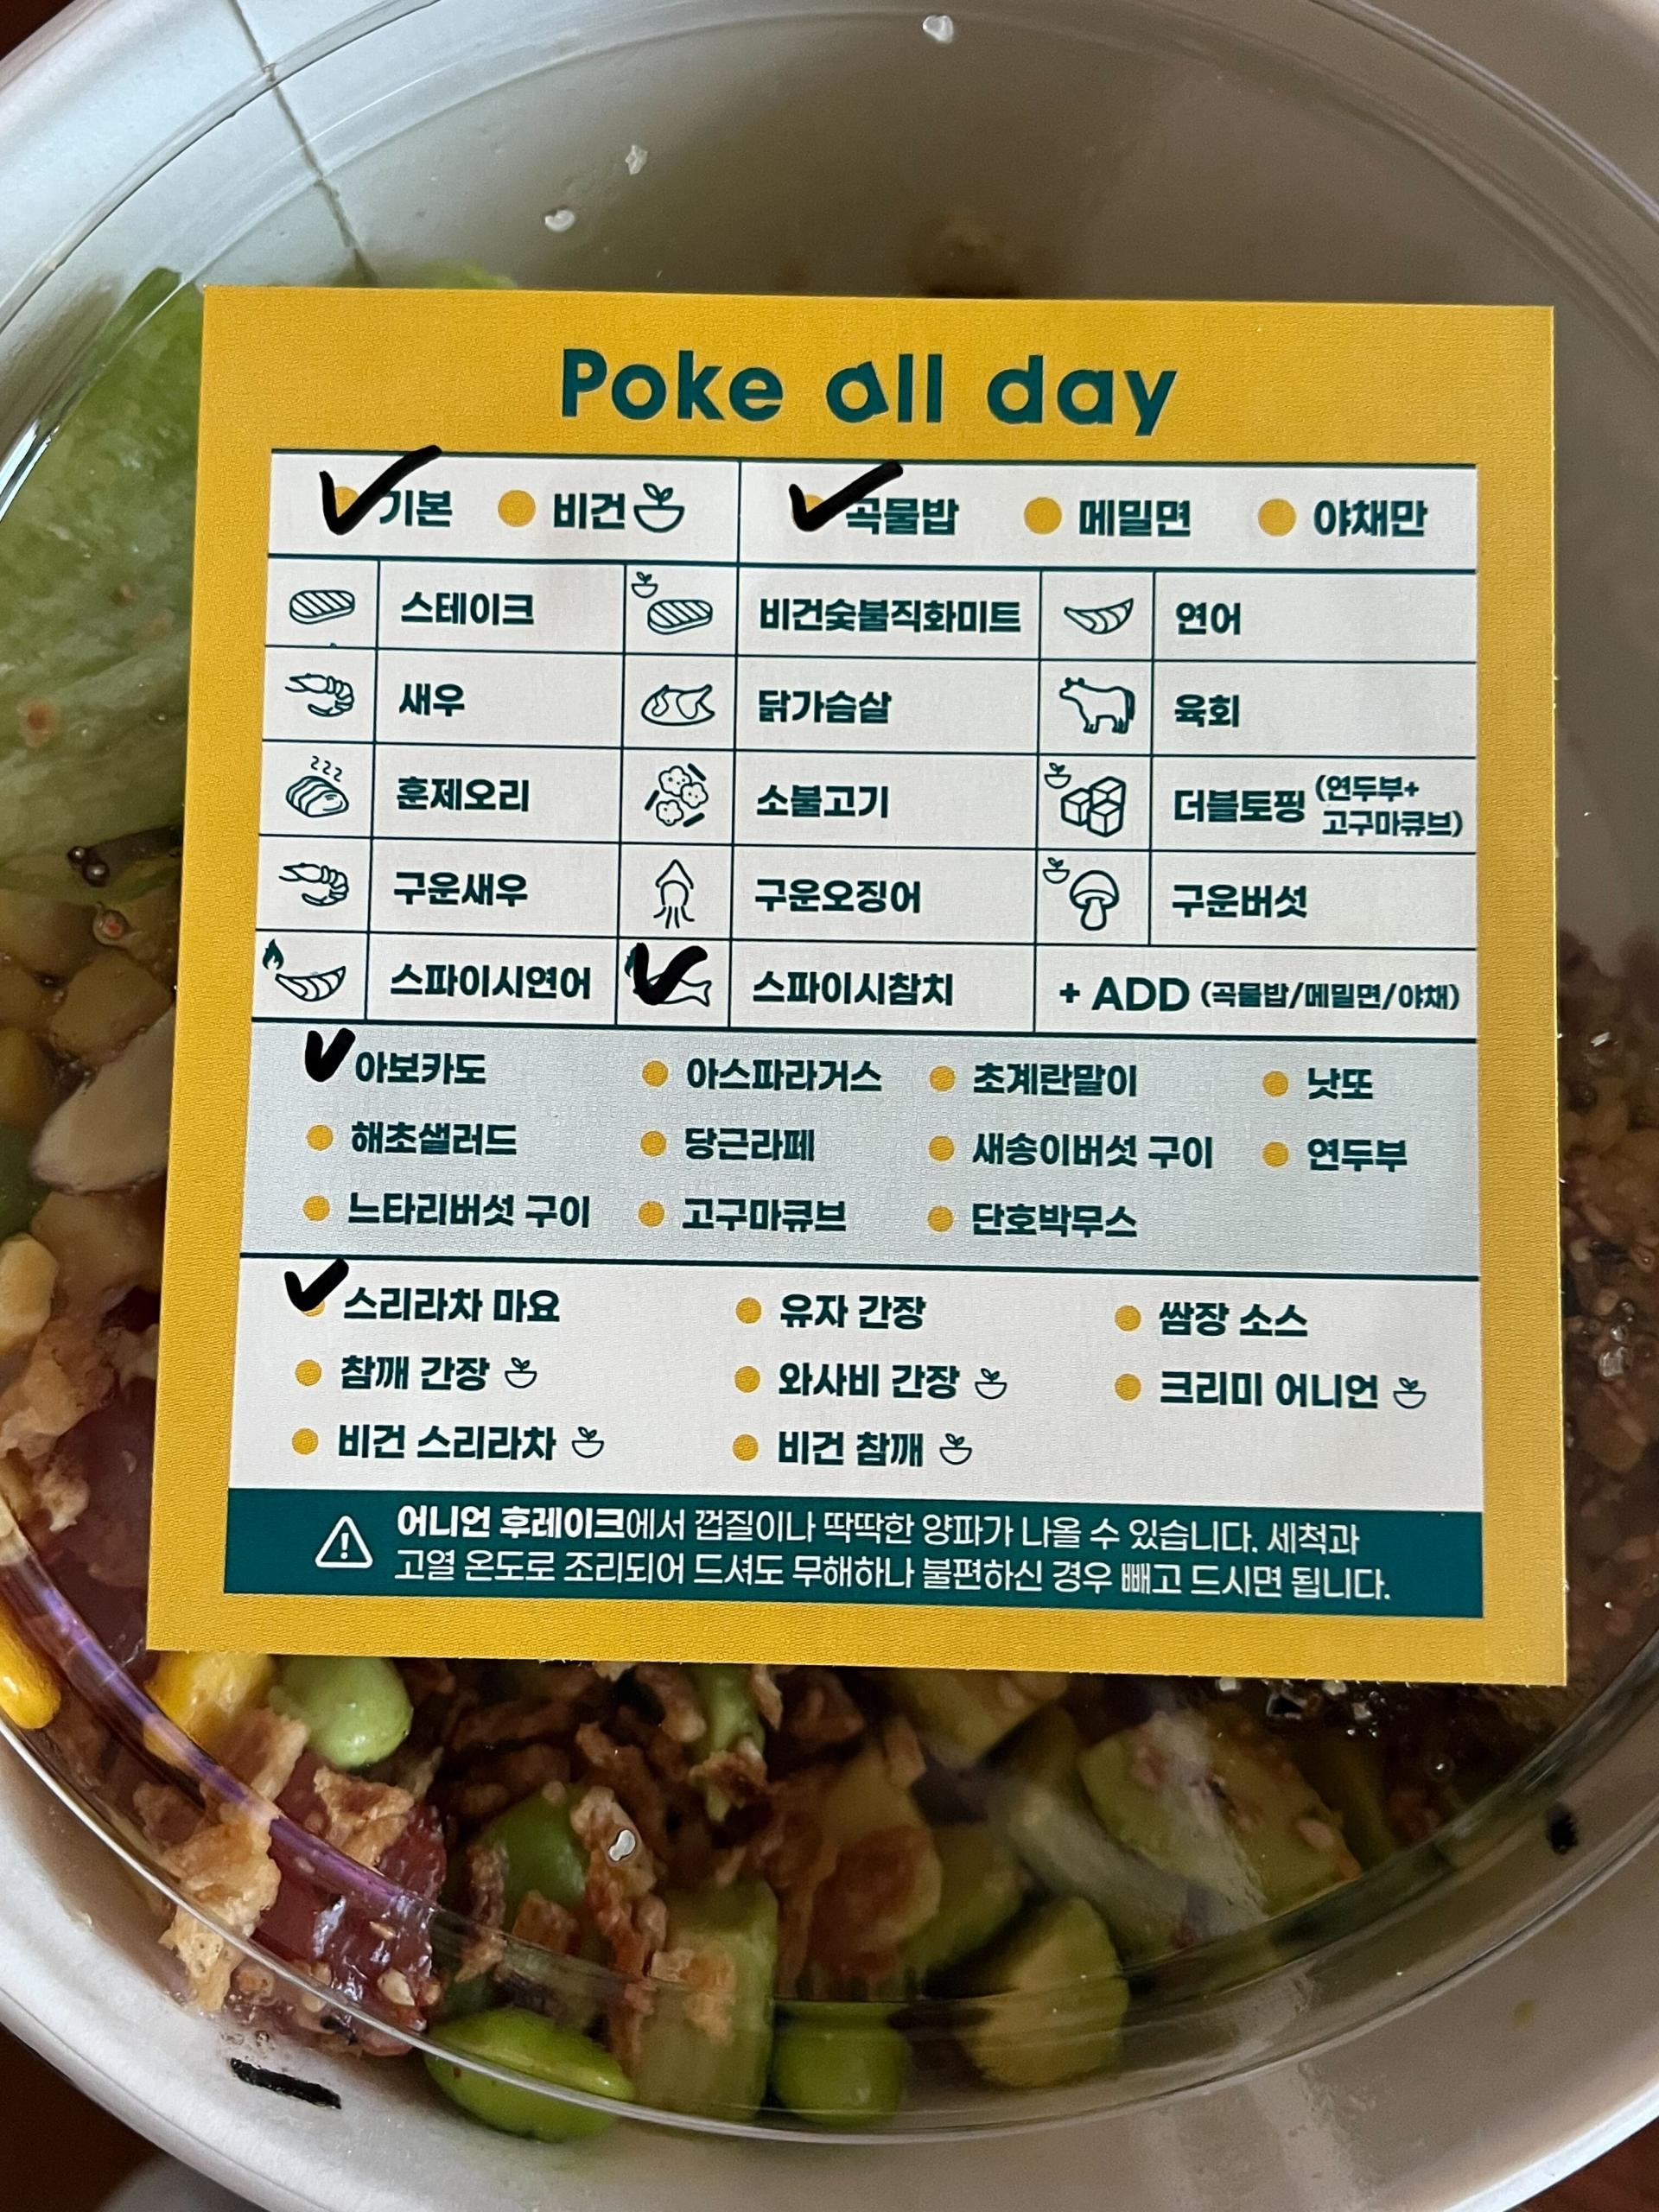 Poke all day
기본 비건 곡물밥 메밀면 야채만
스테이크 비건숯불직화미트 연어
새우 닭가슴살 육회
훈제오리 소불고기 더블토핑 (연두부+
고구마큐브)
구운새우 구운오징어 구운버섯
스파이시연어 스파이시참치 + ADD (곡물밥/메밀면/야채)
아보카도 아스파라거스 초계란말이 낫또
해초샐러드 당근라페 새송이버섯 구이 연두부
느타리버섯 구이 고구마큐브 단호박무스
스리라차 마요 유자 간장 쌈장 소스
참깨 간장 와사비 간장 크리미 어니언
비건 스리라차 비건 참깨
어니언 후레이크에서 껍질이나 딱딱한 양파가 나올 수 있습니다. 세척과
고열 온도로 조리되어 드셔도 무해하나 불편하신 경우 빼고 드시면 됩니다.